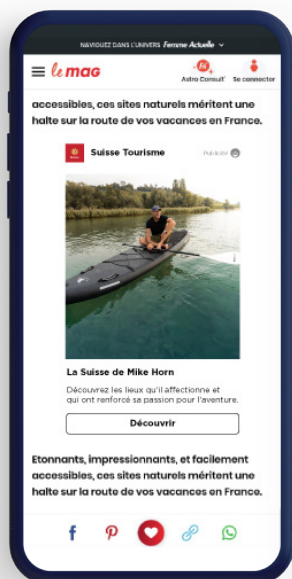 NAVIGUEZ DANS L'UNIVERS Femme Actuelle
le mag
Astro Consult'
Se connecter
accessibles, ces sites naturels méritent une
halte sur la route de vos vacances en France.
Suisse Tourisme
Publicité
La Suisse de Mike Horn
Découvrez les lieux qu'il affectionne et
qui ont renforcé sa passion pour l'aventure.
Découvrir
Etonnants, impressionnants, et facilement
accessibles, ces sites naturels méritent une
halte sur la route de vos vacances en France.